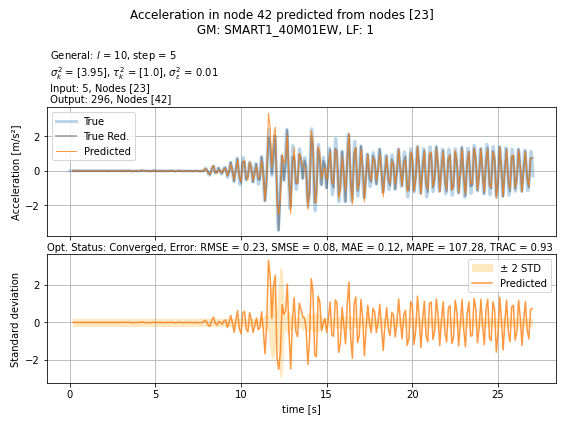 Acceleration in node 42 predicted from nodes [23]
GM: SMART1_40M01EW, LF: 1
General: l = 10, step = 5
σ²ₖ = [3.95], τ²ₖ = [1.0], σ²ε = 0.01
Input: 5, Nodes [23]
Output: 296, Nodes [42]
True
True Red.
Predicted
Acceleration [m/s²]
2
0
−2
Opt. Status: Converged, Error: RMSE = 0.23, SMSE = 0.08, MAE = 0.12, MAPE = 107.28, TRAC = 0.93
± 2 STD
Predicted
Standard deviation
2
0
−2
0 5 10 15 20 25
time [s]